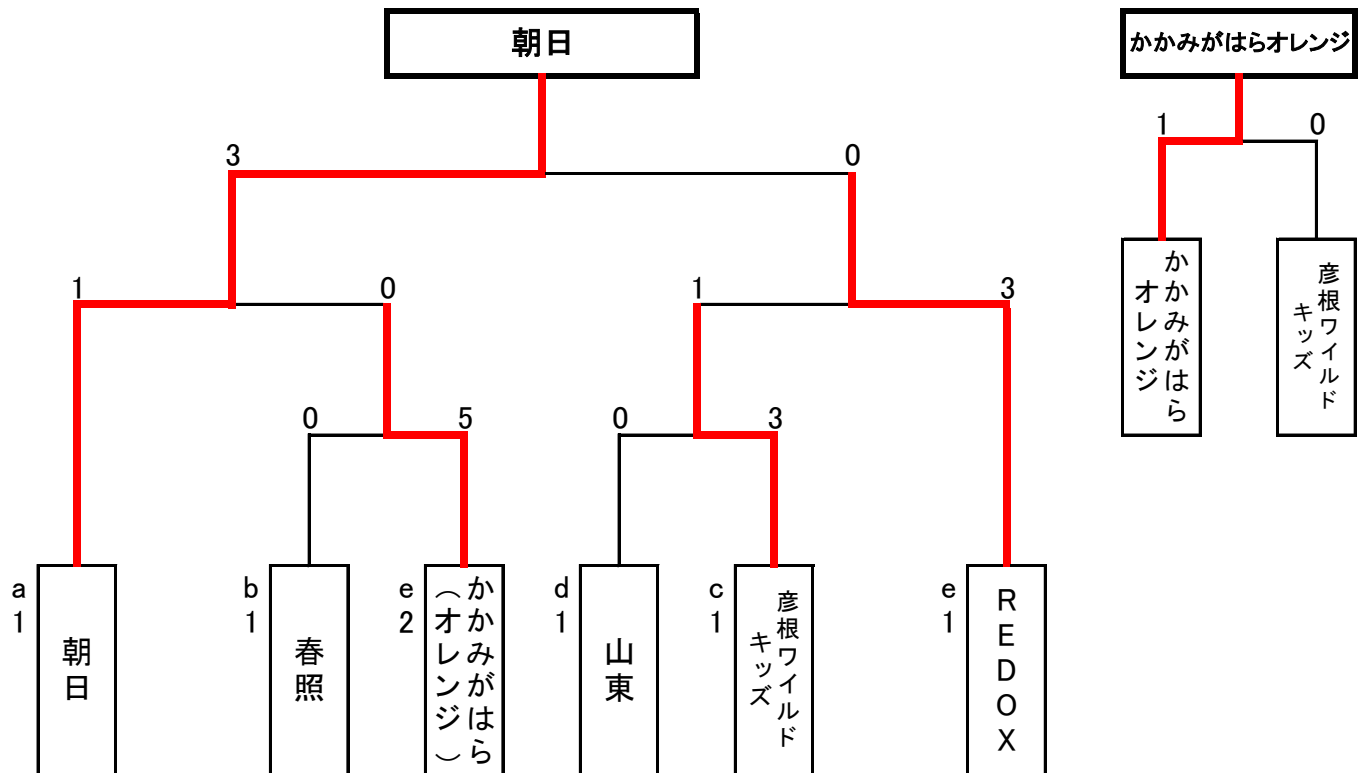 朝日
かかみがはらオレンジ
3
0
1
0
1
0
1
3
かかみがはら
オレンジ
彦根ワイルド
キッズ
0
5
0
3
a
1
朝日
b
1
春照
e
2
かかみがはら
（オレンジ）
d
1
山東
c
1
彦根ワイルド
キッズ
e
1
REDOX